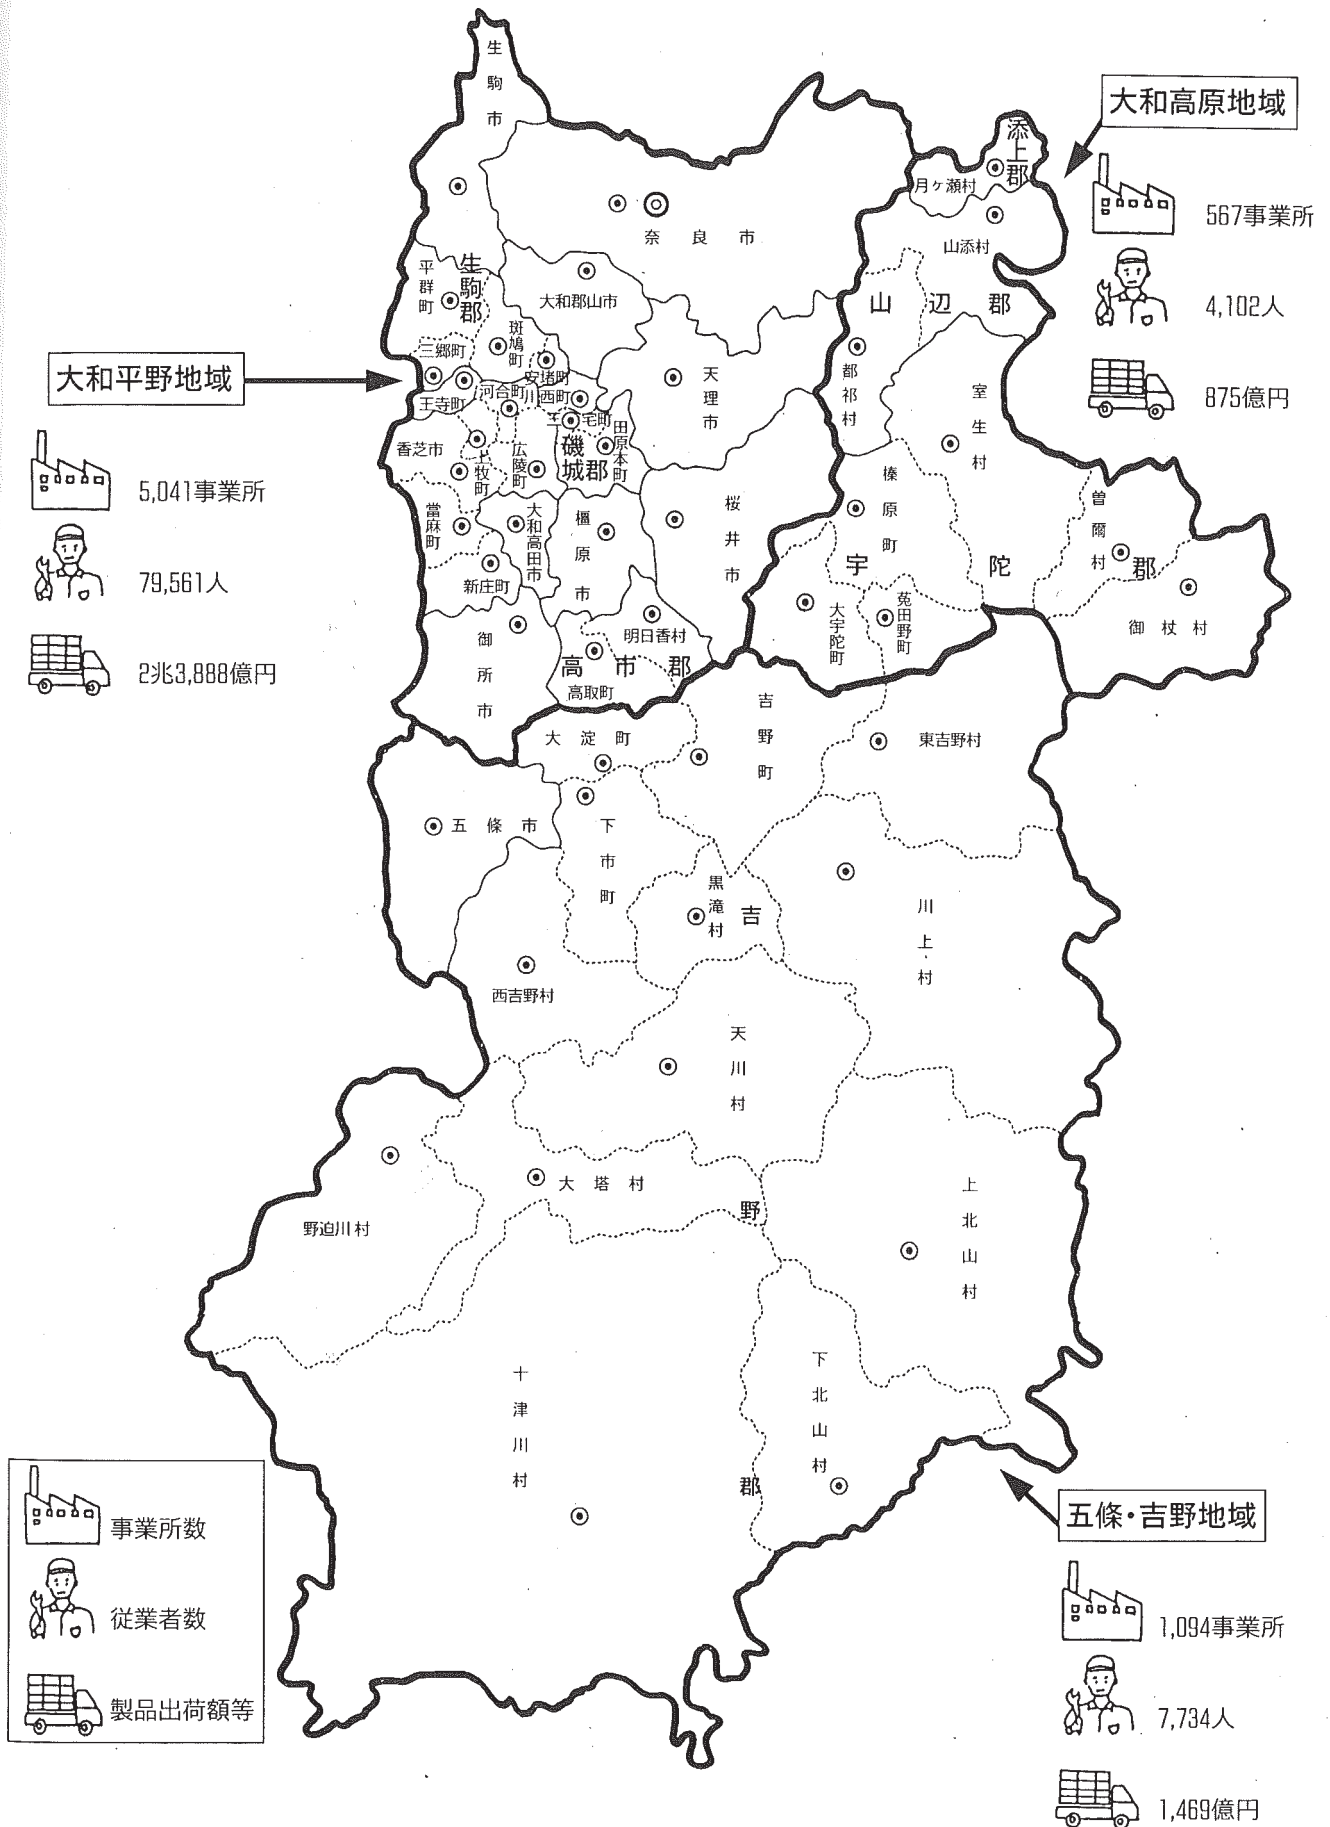 大和高原地域
567事業所
4,102人
875億円
大和平野地域
5,041事業所
79,561人
2兆3,888億円
生駒市
奈良市
添上郡
月ヶ瀬村
山添村
平群町
生駒郡
大和郡山市
斑鳩町
三郷町
安堵町
王寺町
河合町
川西町
三宅町
田原本町
天理市
山辺郡
都祁村
室生村
香芝市
上牧町
広陵町
磯城郡
當麻町
大和高田市
橿原市
桜井市
榛原町
曽爾村
宇陀郡
新庄町
御所市
明日香村
高市郡
高取町
大宇陀町
菟田野町
御杖村
大淀町
吉野町
東吉野村
五條市
下市町
黒滝村
吉野郡
川上村
西吉野村
天川村
野迫川村
大塔村
上北山村
十津川村
下北山村
事業所数
従業者数
製品出荷額等
五條・吉野地域
1,094事業所
7,734人
1,469億円